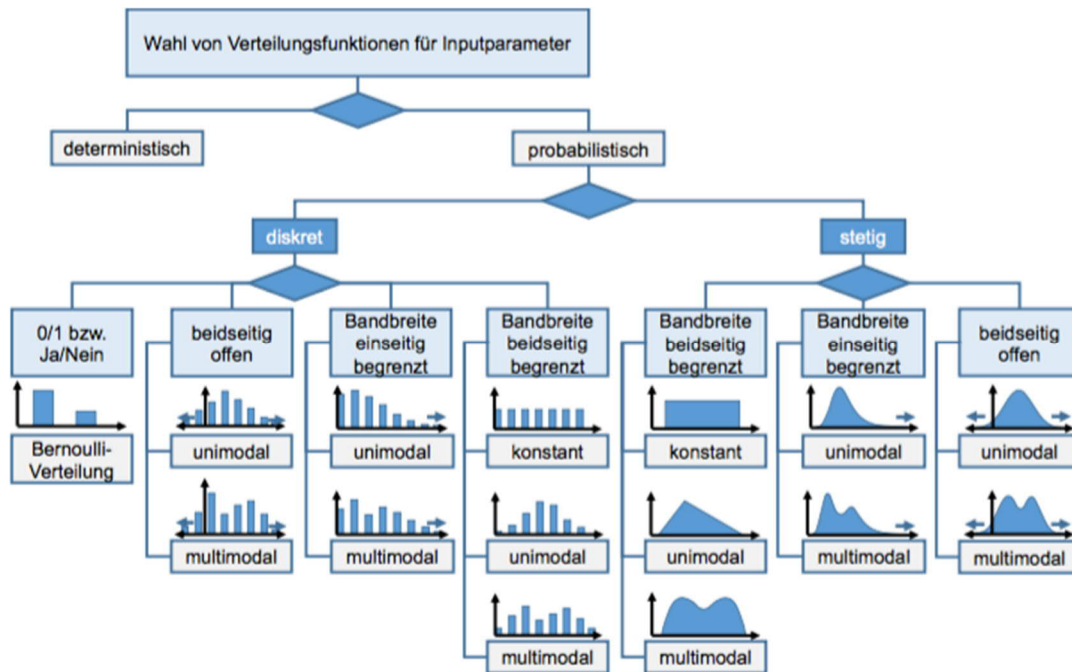 Wahl von Verteilungsfunktionen für Inputparameter
deterministisch
probabilistisch
diskret
stetig
0/1 bzw.
Ja/Nein
beidseitig
offen
Bandbreite
einseitig
begrenzt
Bandbreite
beidseitig
begrenzt
Bandbreite
beidseitig
begrenzt
Bandbreite
einseitig
begrenzt
beidseitig
offen
Bernoulli-
Verteilung
unimodal
unimodal
konstant
konstant
unimodal
unimodal
multimodal
multimodal
unimodal
unimodal
multimodal
multimodal
multimodal
multimodal